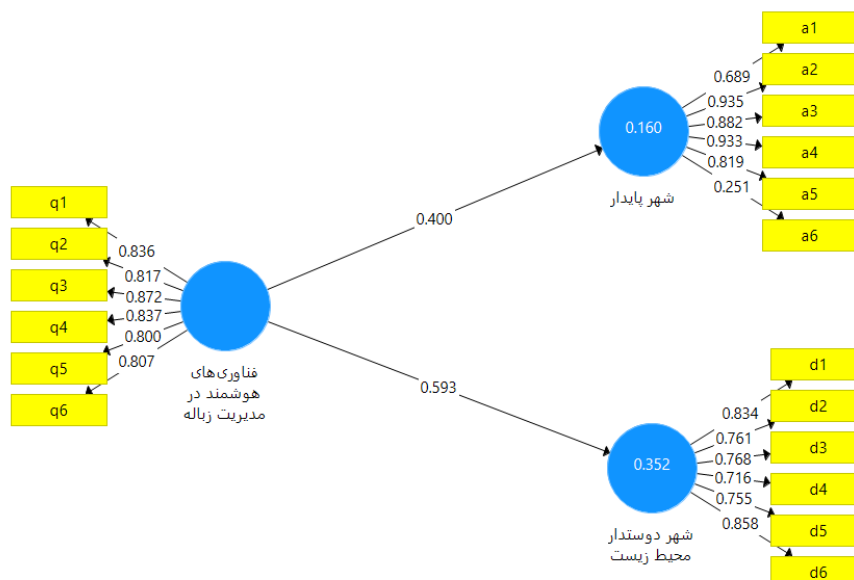 a1
a2
a3
a4
a5
a6
0.689
0.935
0.882
0.933
0.819
0.251
0.160
شهر پایدار
0.400
q1
q2
q3
q4
q5
q6
0.836
0.817
0.872
0.837
0.800
0.807
فناوری‌های
هوشمند در
مدیریت زباله
0.593
d1
d2
d3
d4
d5
d6
0.834
0.761
0.768
0.716
0.755
0.858
0.352
شهر دوستدار
محیط زیست